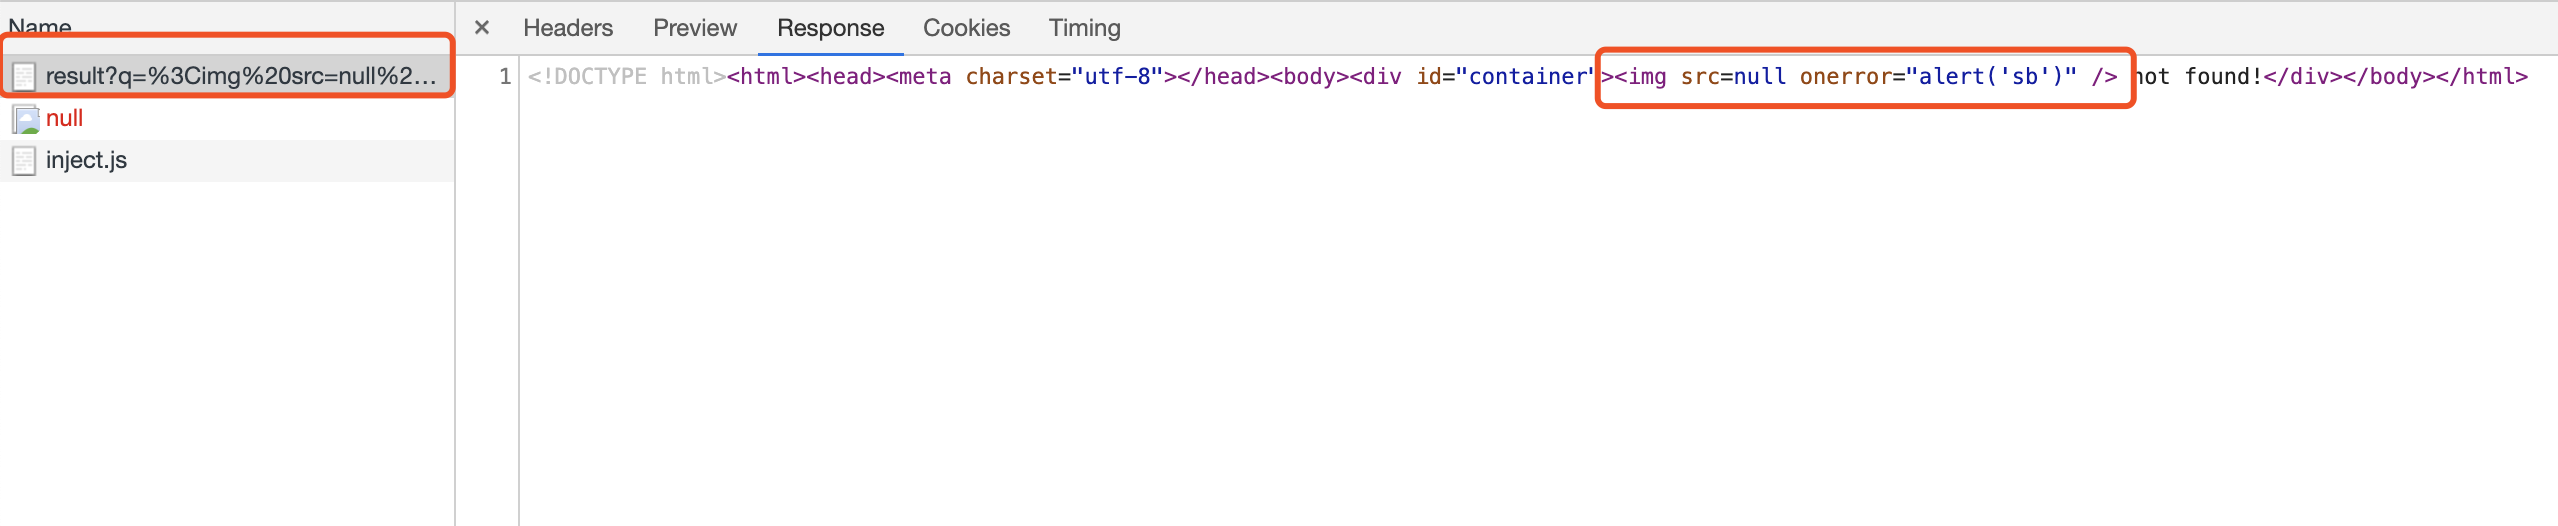 Name
× Headers Preview Response Cookies Timing
result?q=%3Cimg%20src=null%2...
null
inject.js
1 <!DOCTYPE html><html><head><meta charset="utf-8"></head><body><div id="container"><img src=null onerror="alert('sb')" /> not found!</div></body></html>